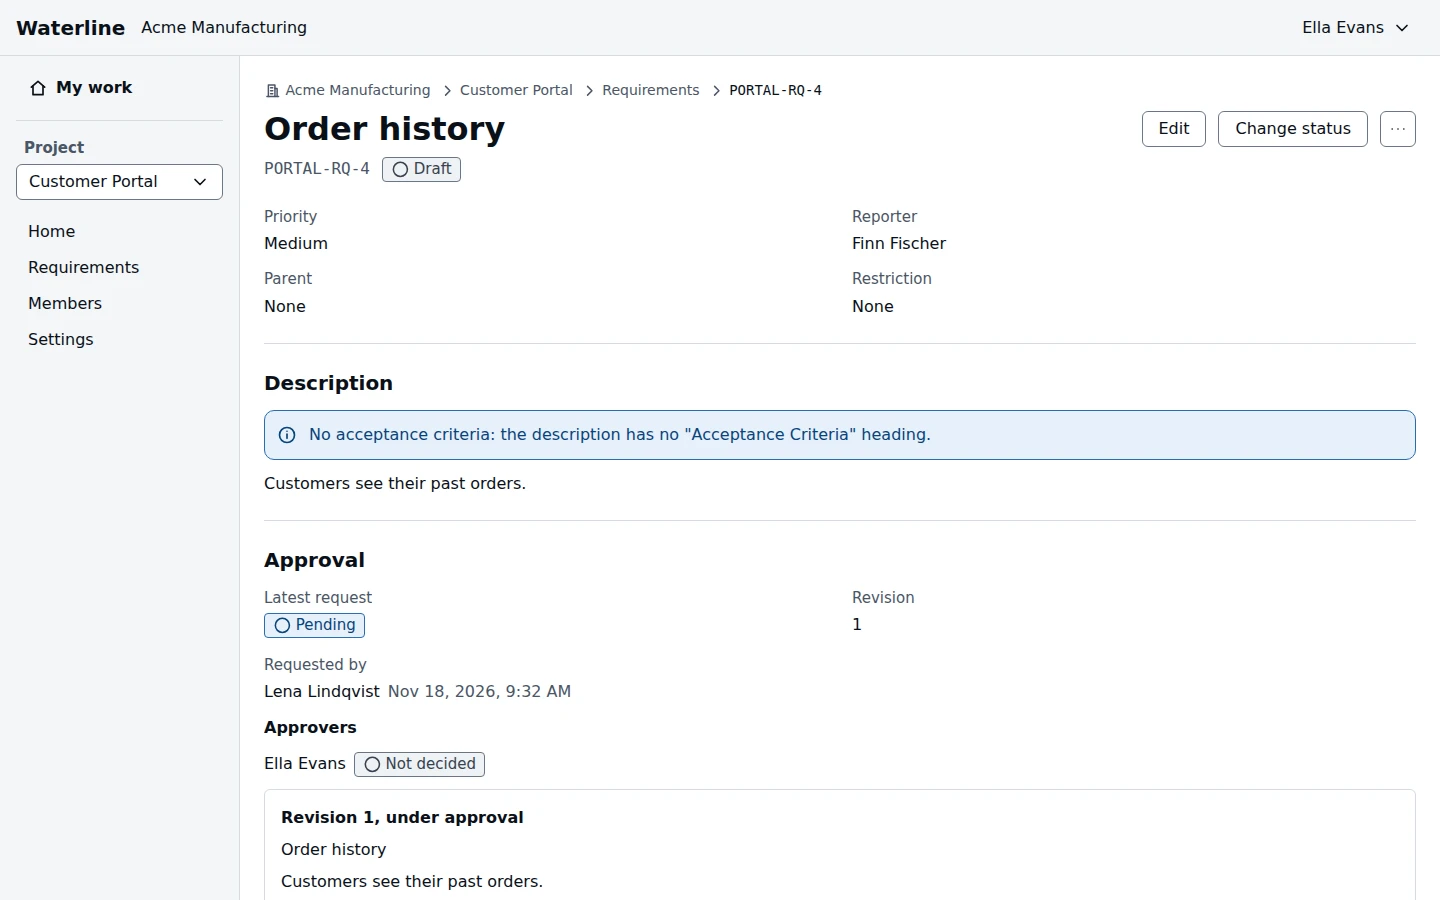 Waterline Acme Manufacturing Ella Evans
My work
Project
Customer Portal
Home
Requirements
Members
Settings
Acme Manufacturing Customer Portal Requirements PORTAL-RQ-4
Order history
Edit Change status ...
PORTAL-RQ-4 Draft
Priority Reporter
Medium Finn Fischer
Parent Restriction
None None
Description
No acceptance criteria: the description has no "Acceptance Criteria" heading.
Customers see their past orders.
Approval
Latest request Revision
Pending 1
Requested by
Lena Lindqvist Nov 18, 2026, 9:32 AM
Approvers
Ella Evans Not decided
Revision 1, under approval
Order history
Customers see their past orders.